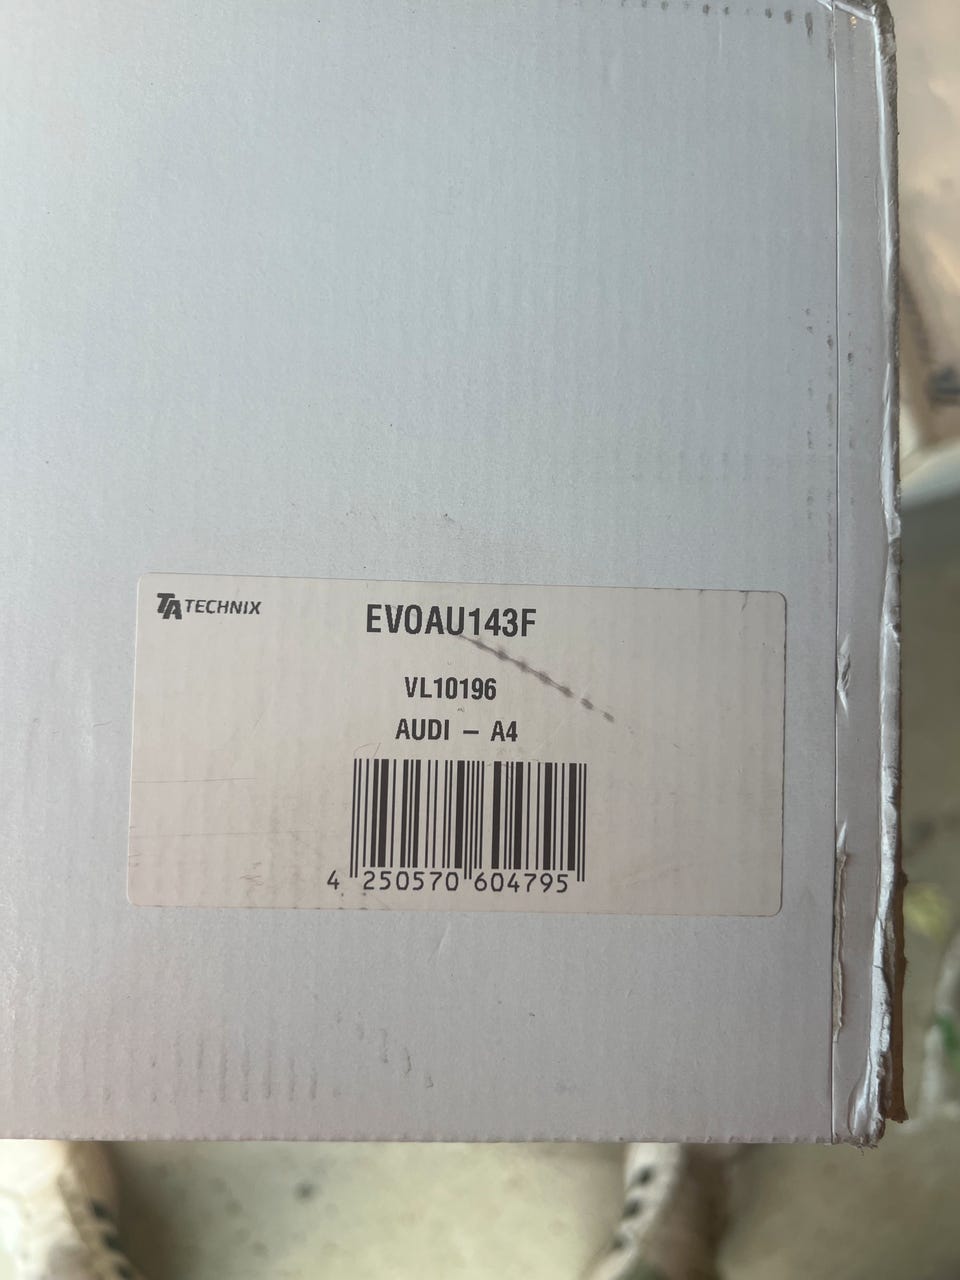 TA TECHNIX
EVOAU143F
VL10196
AUDI – A4
4 250570 604795